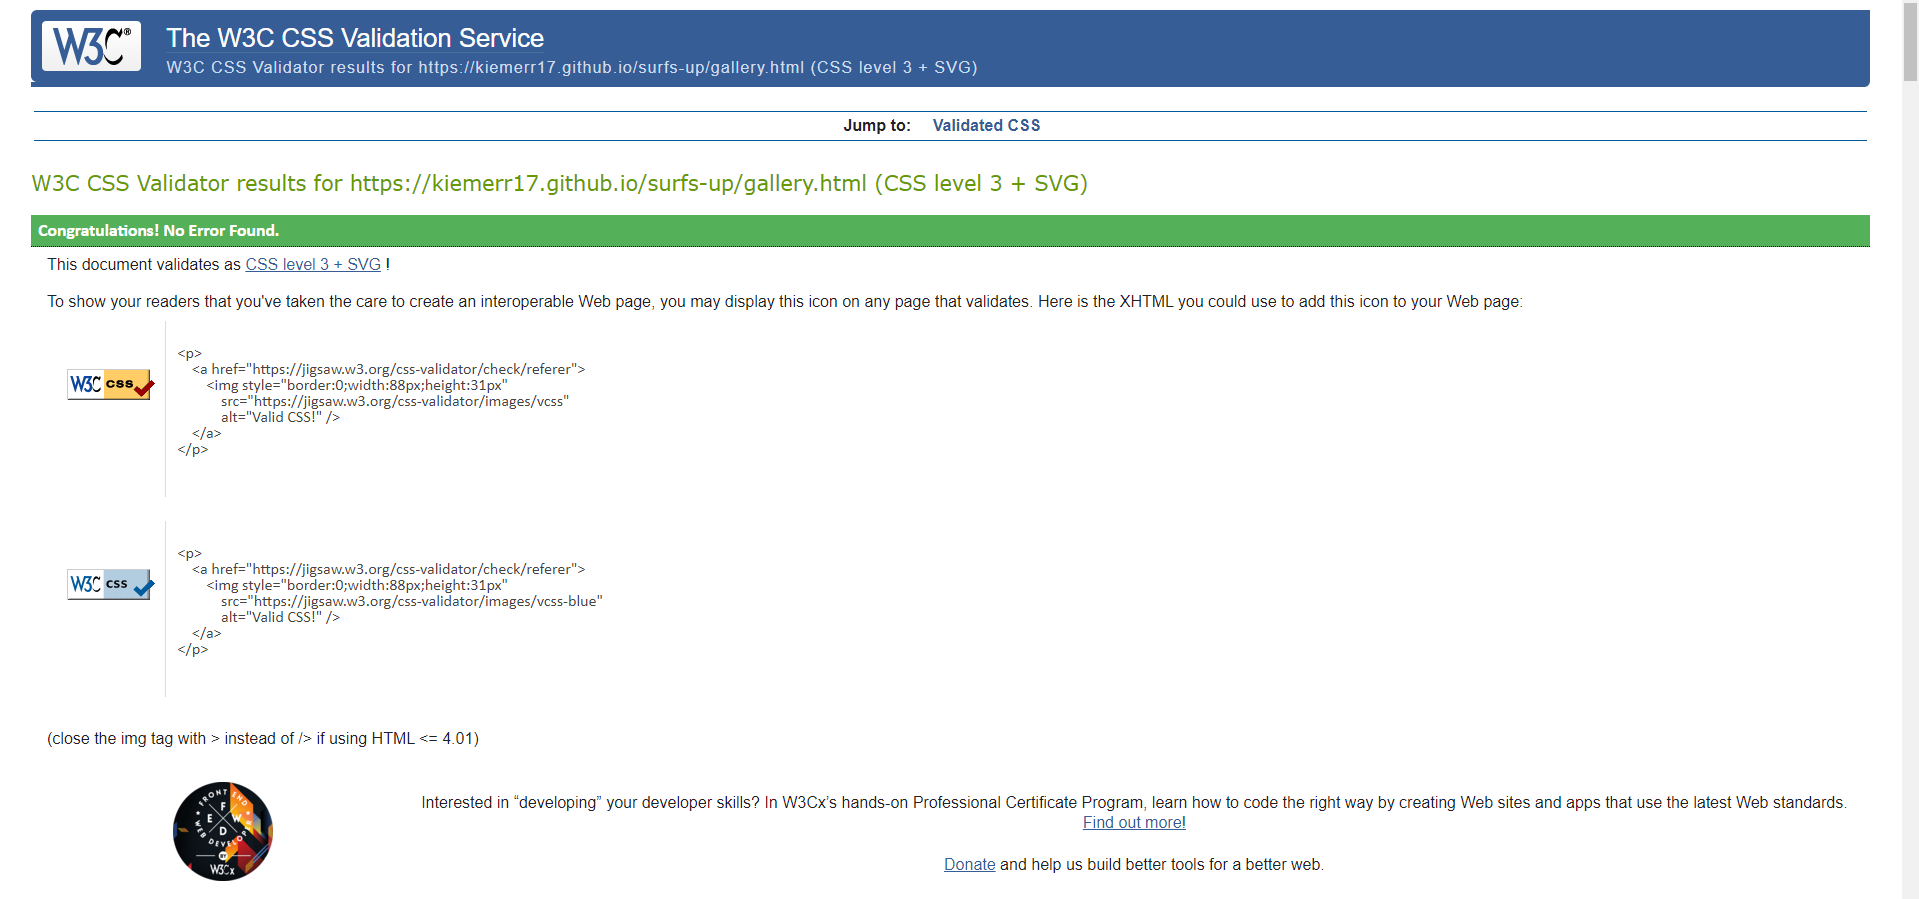 W3C®
The W3C CSS Validation Service
W3C CSS Validator results for https://kiemerr17.github.io/surfs-up/gallery.html (CSS level 3 + SVG)
Jump to: Validated CSS
W3C CSS Validator results for https://kiemerr17.github.io/surfs-up/gallery.html (CSS level 3 + SVG)
Congratulations! No Error Found.
This document validates as CSS level 3 + SVG !
To show your readers that you've taken the care to create an interoperable Web page, you may display this icon on any page that validates. Here is the XHTML you could use to add this icon to your Web page:
W3C css
<p>
<a href="https://jigsaw.w3.org/css-validator/check/referer">
<img style="border:0;width:88px;height:31px"
src="https://jigsaw.w3.org/css-validator/images/vcss"
alt="Valid CSS!" />
</a>
</p>
W3C css
<p>
<a href="https://jigsaw.w3.org/css-validator/check/referer">
<img style="border:0;width:88px;height:31px"
src="https://jigsaw.w3.org/css-validator/images/vcss-blue"
alt="Valid CSS!" />
</a>
</p>
(close the img tag with > instead of /> if using HTML <= 4.01)
FRONT END
F
E W
D
WEB DEVELOPER
BY
W3Cx
Interested in “developing” your developer skills? In W3Cx’s hands-on Professional Certificate Program, learn how to code the right way by creating Web sites and apps that use the latest Web standards.
Find out more!
Donate and help us build better tools for a better web.